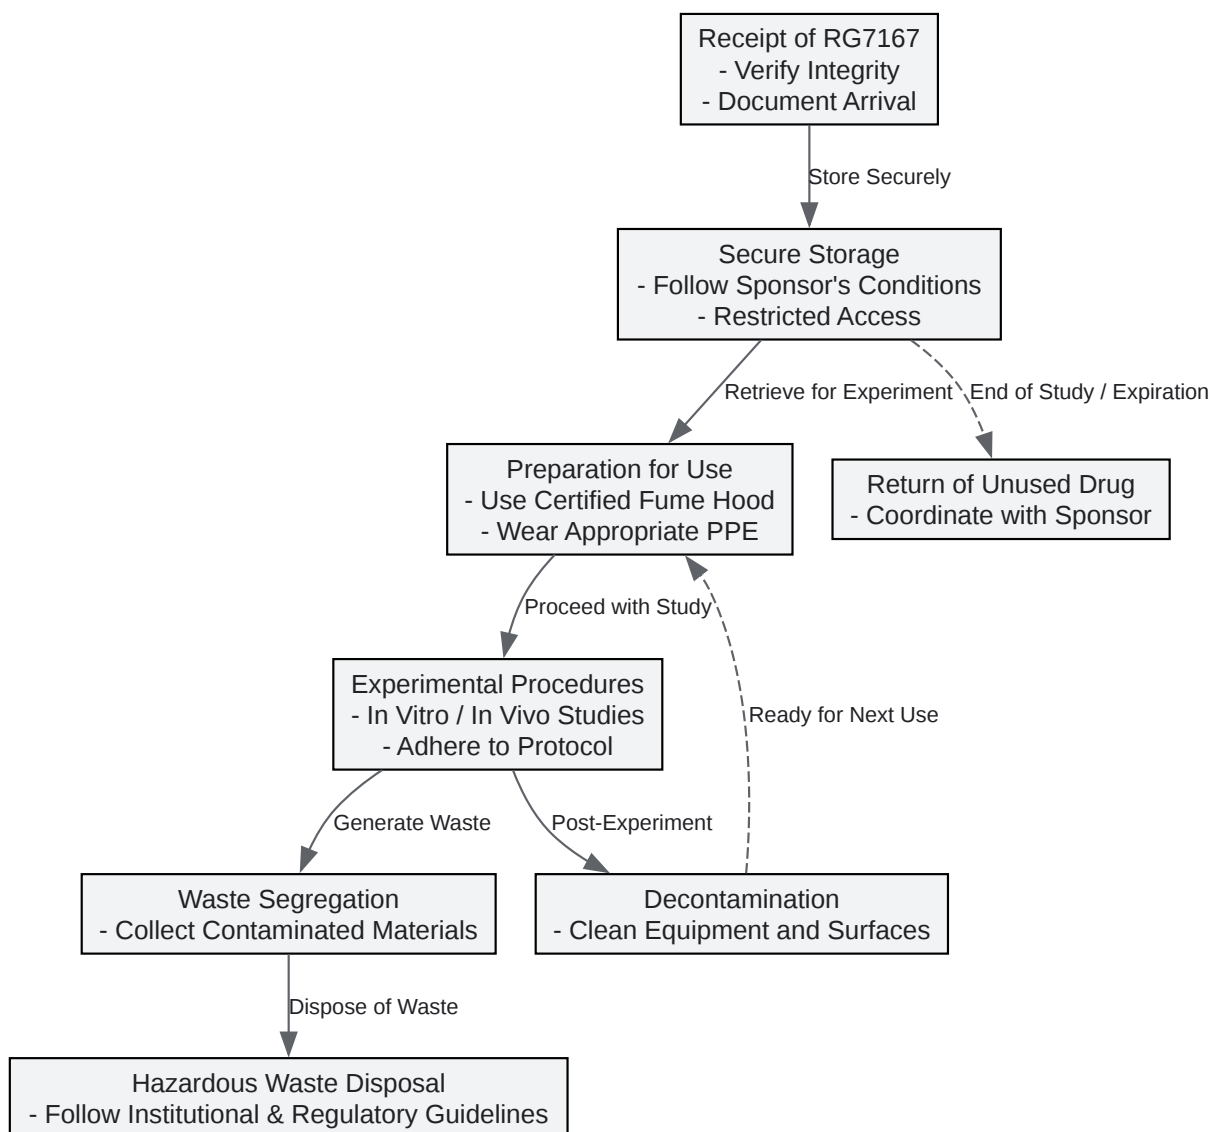 Receipt of RG7167
- Verify Integrity
- Document Arrival
Store Securely
Secure Storage
- Follow Sponsor's Conditions
- Restricted Access
Retrieve for Experiment
End of Study / Expiration
Preparation for Use
- Use Certified Fume Hood
- Wear Appropriate PPE
Return of Unused Drug
- Coordinate with Sponsor
Proceed with Study
Experimental Procedures
- In Vitro / In Vivo Studies
- Adhere to Protocol
Ready for Next Use
Generate Waste
Post-Experiment
Waste Segregation
- Collect Contaminated Materials
Decontamination
- Clean Equipment and Surfaces
Dispose of Waste
Hazardous Waste Disposal
- Follow Institutional & Regulatory Guidelines